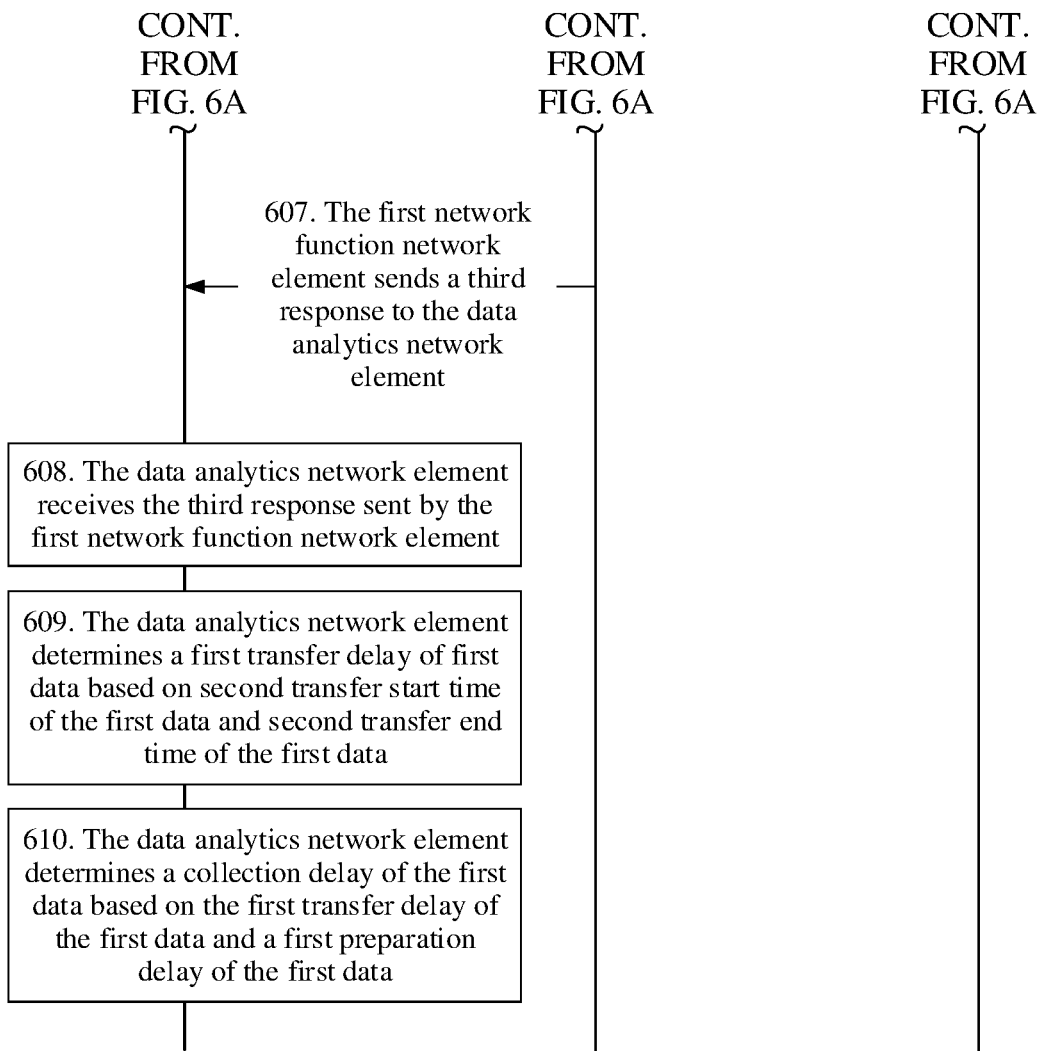 CONT.
FROM
FIG. 6A
CONT.
FROM
FIG. 6A
CONT.
FROM
FIG. 6A
607. The first network
function network
element sends a third
response to the data
analytics network
element
608. The data analytics network element
receives the third response sent by the
first network function network element
609. The data analytics network element
determines a first transfer delay of first
data based on second transfer start time
of the first data and second transfer end
time of the first data
610. The data analytics network element
determines a collection delay of the first
data based on the first transfer delay of
the first data and a first preparation
delay of the first data